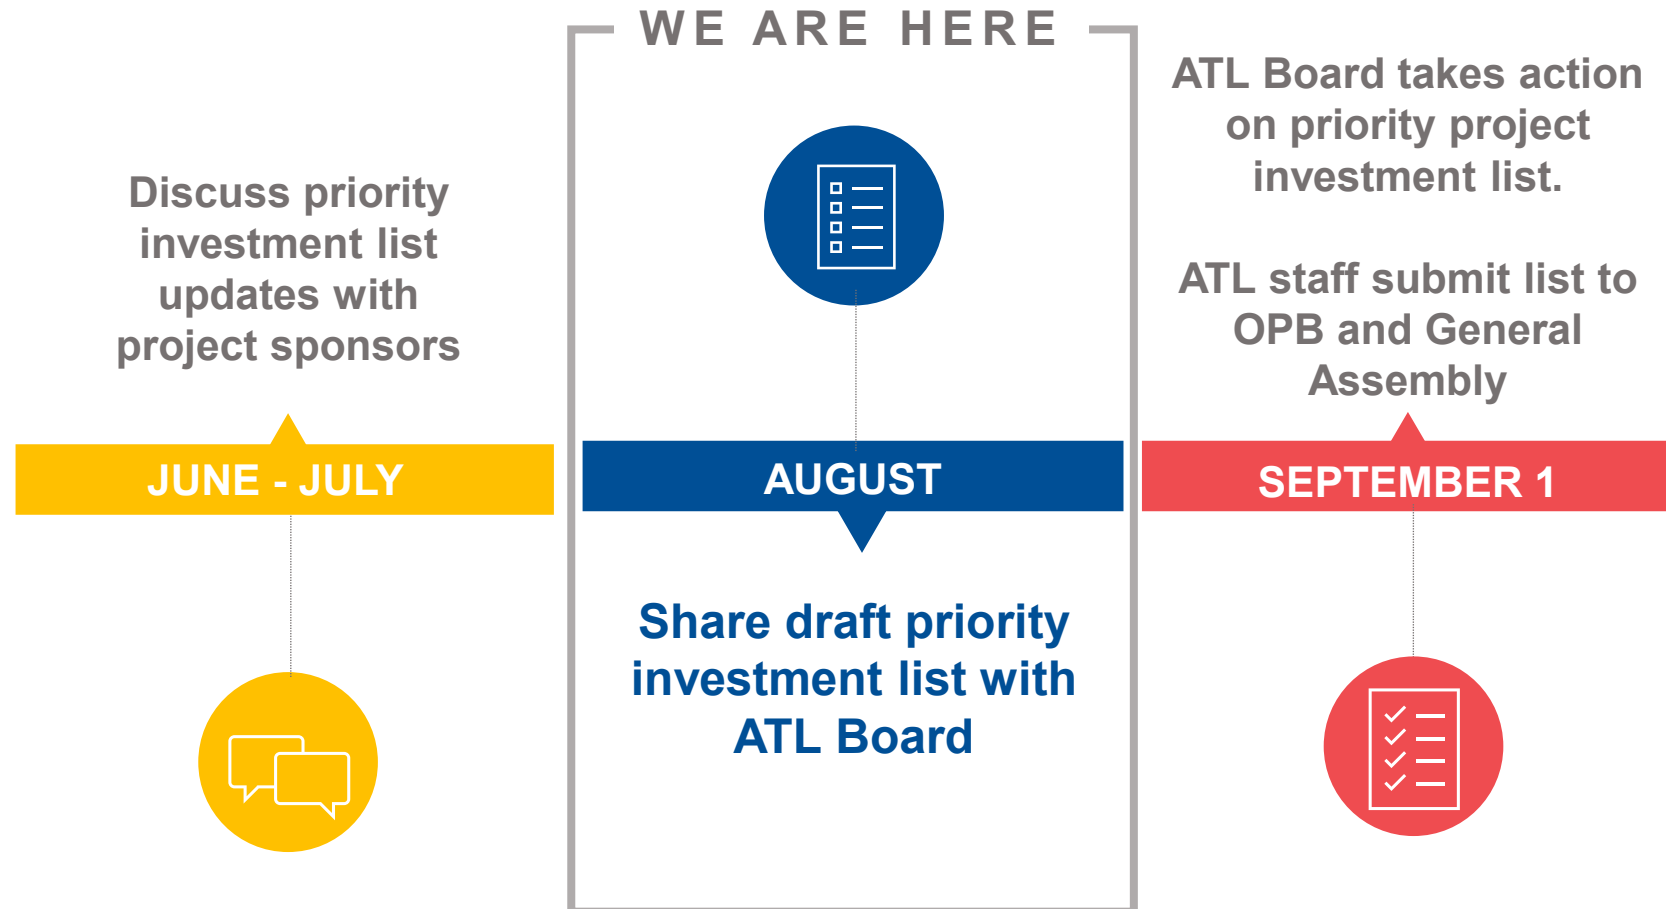 WE ARE HERE
Discuss priority
investment list
updates with
project sponsors
JUNE - JULY
AUGUST
Share draft priority
investment list with
ATL Board
ATL Board takes action
on priority project
investment list.
ATL staff submit list to
OPB and General
Assembly
SEPTEMBER 1